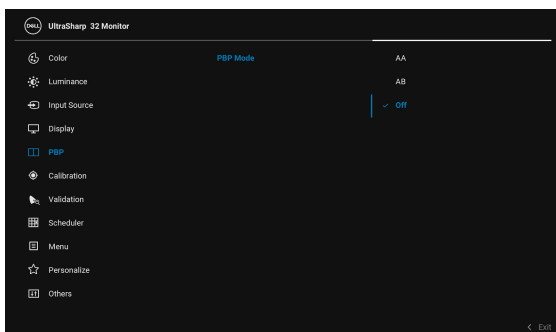 DELL UltraSharp 32 Monitor
Color PBP Mode AA
Luminance AB
Input Source Off
Display
PBP
Calibration
Validation
Scheduler
Menu
Personalize
Others
Exit